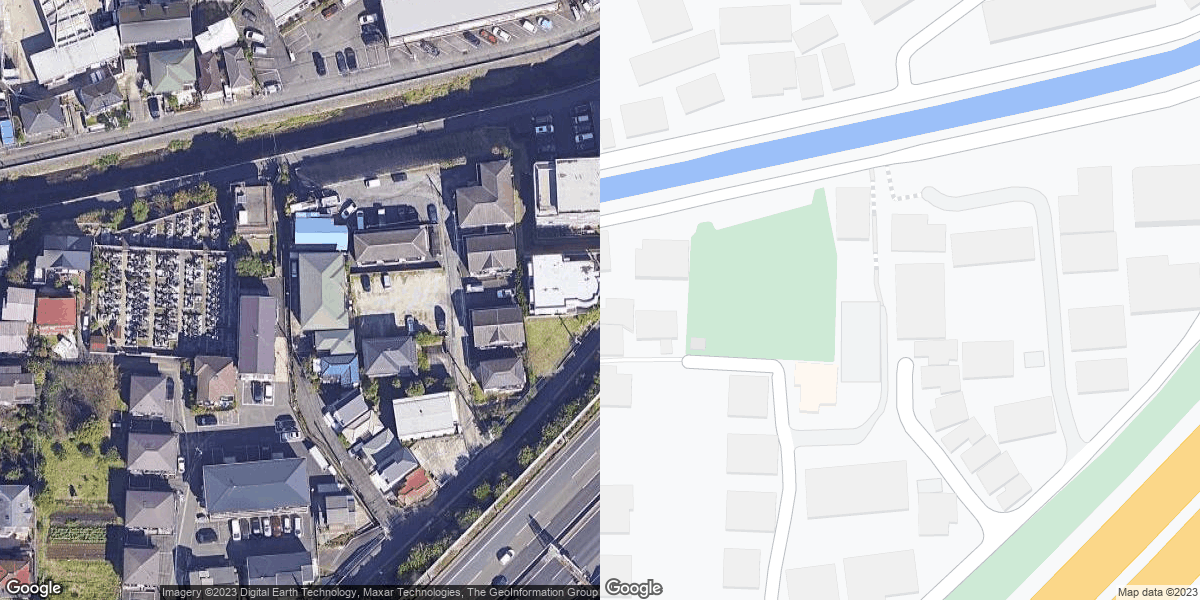 Google
Imagery ©2023 Digital Earth Technology, Maxar Technologies, The GeoInformation Group
Google
Map data ©2023